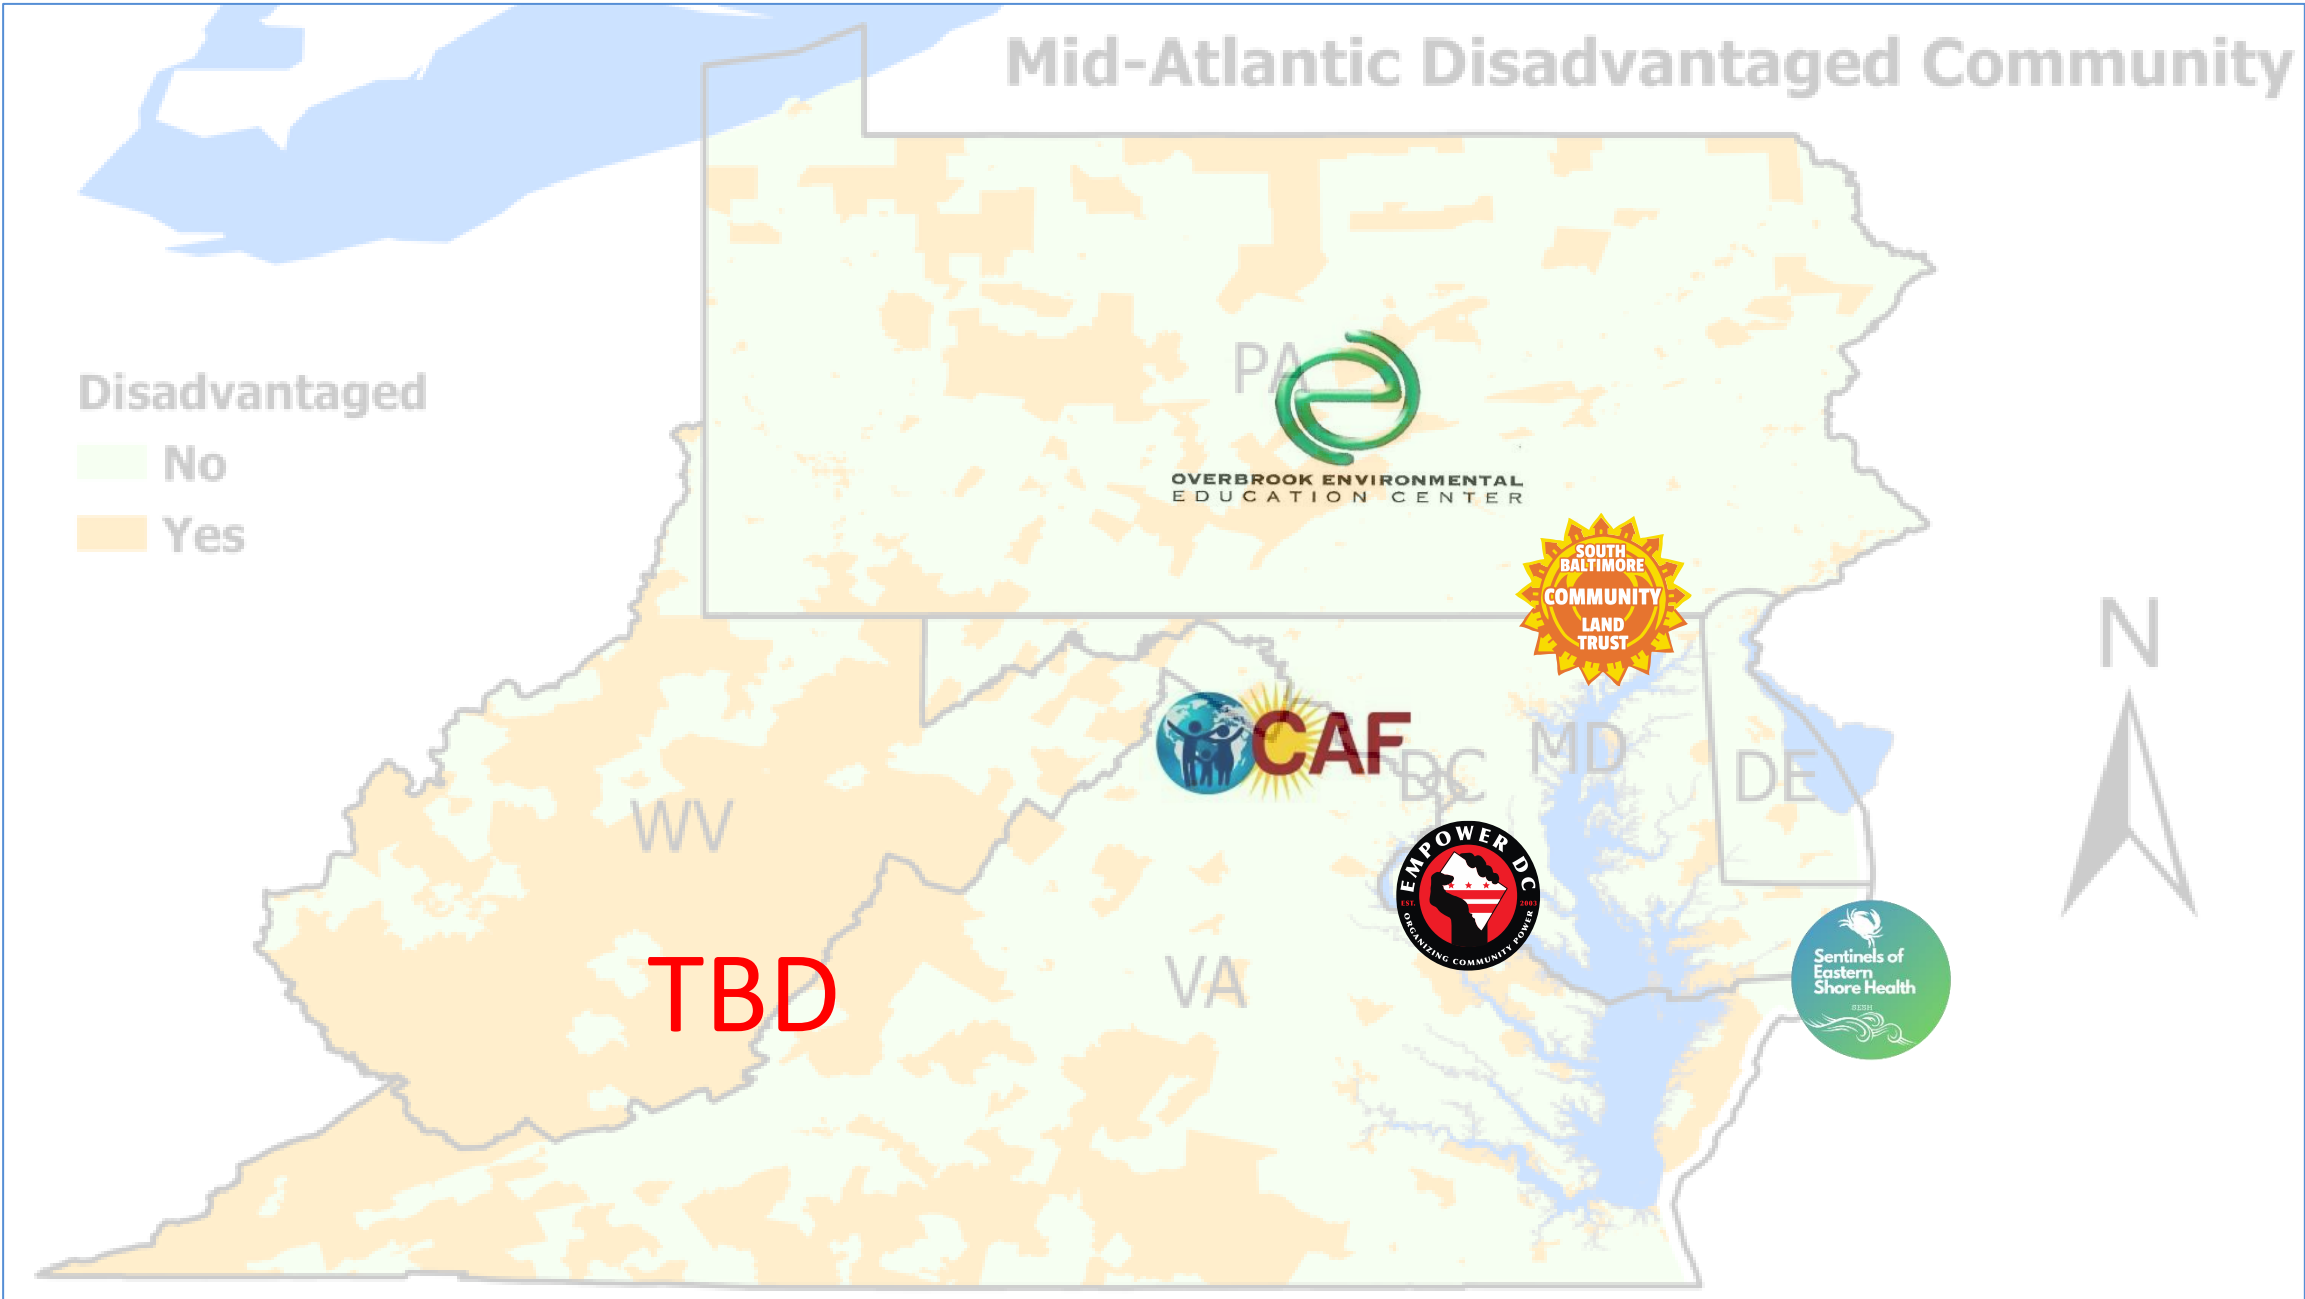 Mid-Atlantic Disadvantaged Community
Disadvantaged
No
Yes
PA
OVERBROOK ENVIRONMENTAL
EDUCATION CENTER
SOUTH
BALTIMORE
COMMUNITY
LAND
TRUST
N
CAF
DC
MD
DE
WV
EMPOWER DC
EST. 2003
ORGANIZING COMMUNITY POWER
TBD
VA
Sentinels of
Eastern
Shore Health
SESH